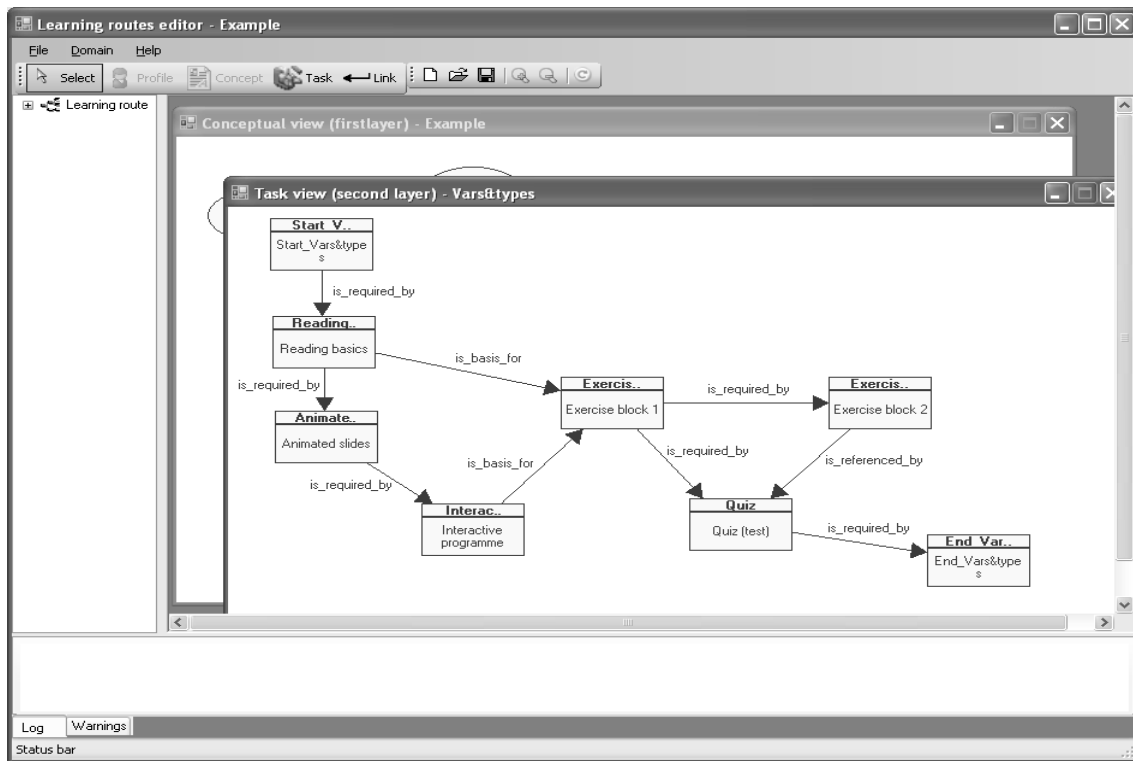 Learning routes editor - Example
File Domain Help
Select Profile Concept Task Link
Learning route
Conceptual view (firstlayer) - Example
Task view (second layer) - Vars&types
Start V..
Start_Vars&type
s
is_required_by
Reading..
Reading basics
is_basis_for
is_required_by
Exercis..
Exercise block 1
is_required_by
Exercis..
Exercise block 2
Animate..
Animated slides
is_required_by
is_basis_for
is_required_by
is_referenced_by
Interac..
Interactive
programme
Quiz
Quiz (test)
is_required_by
End Var..
End_Vars&type
s
Log Warnings
Status bar